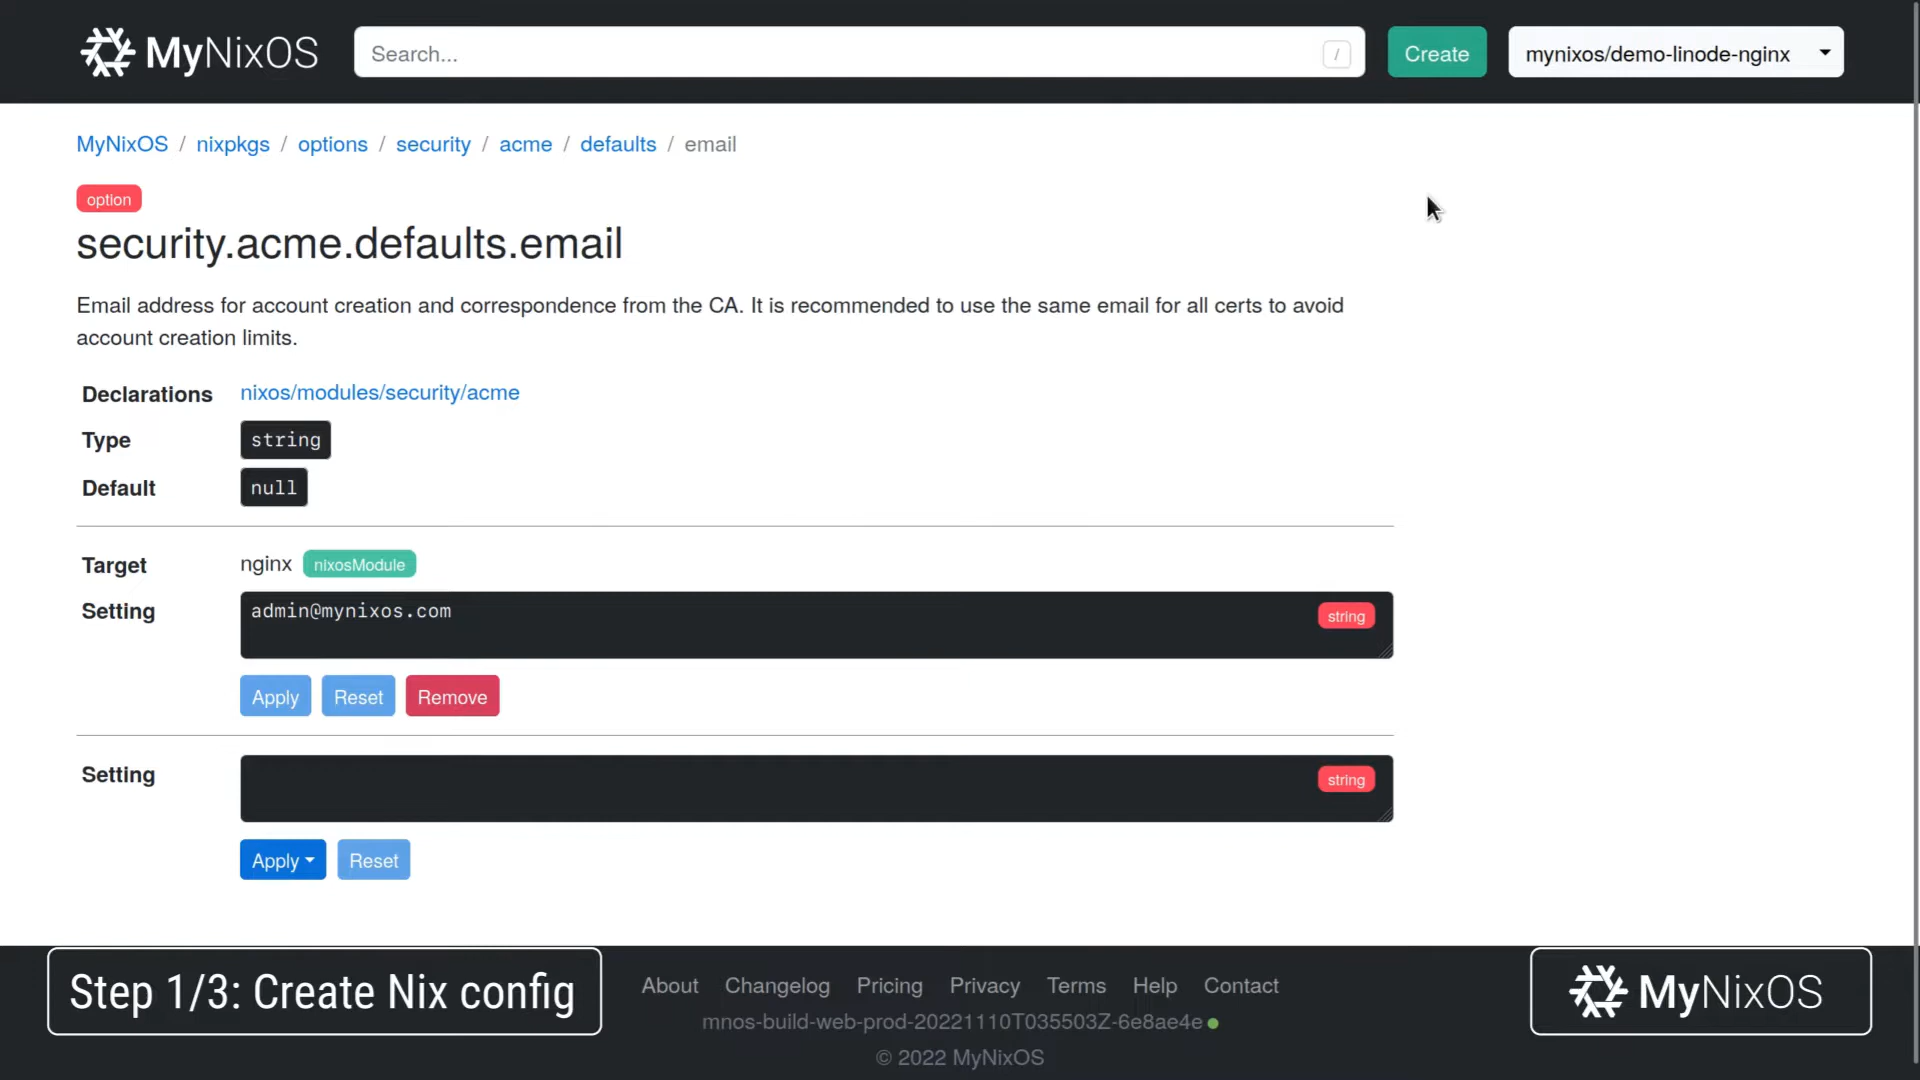 MyNixOS
Search...
/
Create
mynixos/demo-linode-nginx
MyNixOS / nixpkgs / options / security / acme / defaults / email
option
security.acme.defaults.email
Email address for account creation and correspondence from the CA. It is recommended to use the same email for all certs to avoid
account creation limits.
Declarations nixos/modules/security/acme
Type string
Default null
Target nginx nixosModule
Setting admin@mynixos.com string
Apply Reset Remove
Setting string
Apply Reset
Step 1/3: Create Nix config
About Changelog Pricing Privacy Terms Help Contact
mnos-build-web-prod-20221110T035503Z-6e8ae4e
© 2022 MyNixOS
MyNixOS